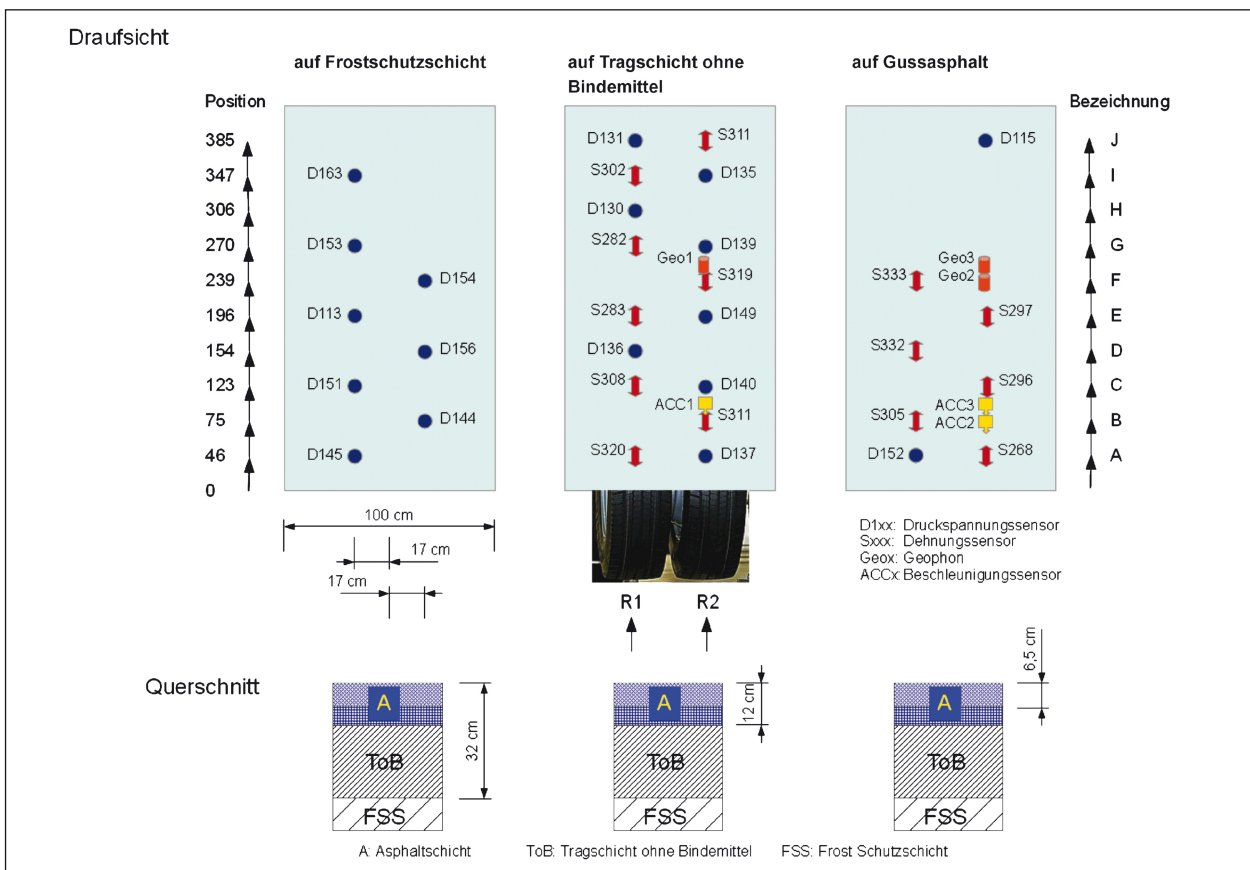 Draufsicht
auf Frostschutzschicht
auf Tragschicht ohne
Bindemittel
auf Gussasphalt
Position
Bezeichnung
385
347
306
270
239
196
154
123
75
46
0
D163
D153
D154
D113
D156
D151
D144
D145
D131
S311
S302
D135
D130
S282
D139
Geo1
S319
S283
D149
D136
S308
D140
ACC1
S311
S320
D137
D115
Geo3
S333
Geo2
S297
S332
S296
ACC3
S305
ACC2
D152
S268
J
I
H
G
F
E
D
C
B
A
100 cm
17 cm
17 cm
R1
R2
D1xx: Druckspannungssensor
Sxxx: Dehnungssensor
Geox: Geophon
ACCx: Beschleunigungssensor
Querschnitt
A
ToB
FSS
32 cm
A
ToB
FSS
12 cm
A
ToB
FSS
6,5 cm
A: Asphaltschicht
ToB: Tragschicht ohne Bindemittel
FSS: Frost Schutzschicht